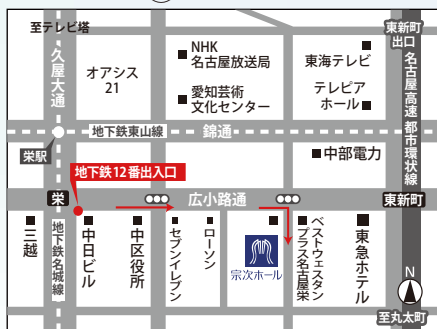 至テレビ塔
久屋大通
オアシス
21
NHK
名古屋放送局
愛知芸術
文化センター
東海テレビ
テレピア
ホール
東新町
出口
名古屋高速都市環状線
地下鉄東山線
錦通
栄駅
中部電力
地下鉄12番出入口
栄
広小路通
東新町
三越
地下鉄名城線
中日ビル
中区役所
セブンイレブン
ローソン
宗次ホール
ベストウェスタン
プラス名古屋栄
東急ホテル
N
至丸太町